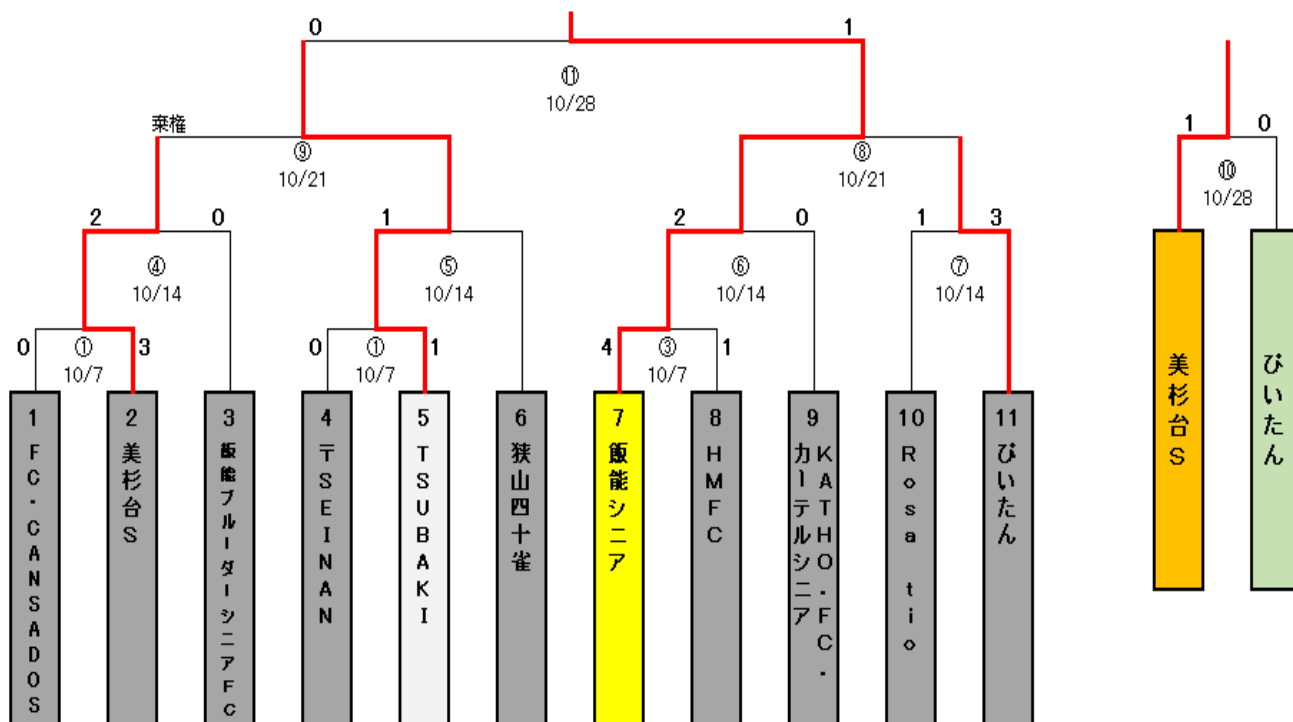 0 1
⑪
10/28
棄権
⑨
10/21
⑧
10/21
1 0
⑩
10/28
2 0
④
10/14
1
⑤
10/14
2 0
⑥
10/14
1 3
⑦
10/14
0 ① 3
10/7
0 ① 1
10/7
4 ③ 1
10/7
1 FC.CANSADOS
2 美杉台S
3 飯能ブルーダーシニアFC
4 〒SEINAN
5 TSUBAKI
6 狭山四十雀
7 飯能シニア
8 HMFC
9 KATHO.FC.
カーテルシニア
10 Rosa tio
11 びいたん
美杉台S
びいたん